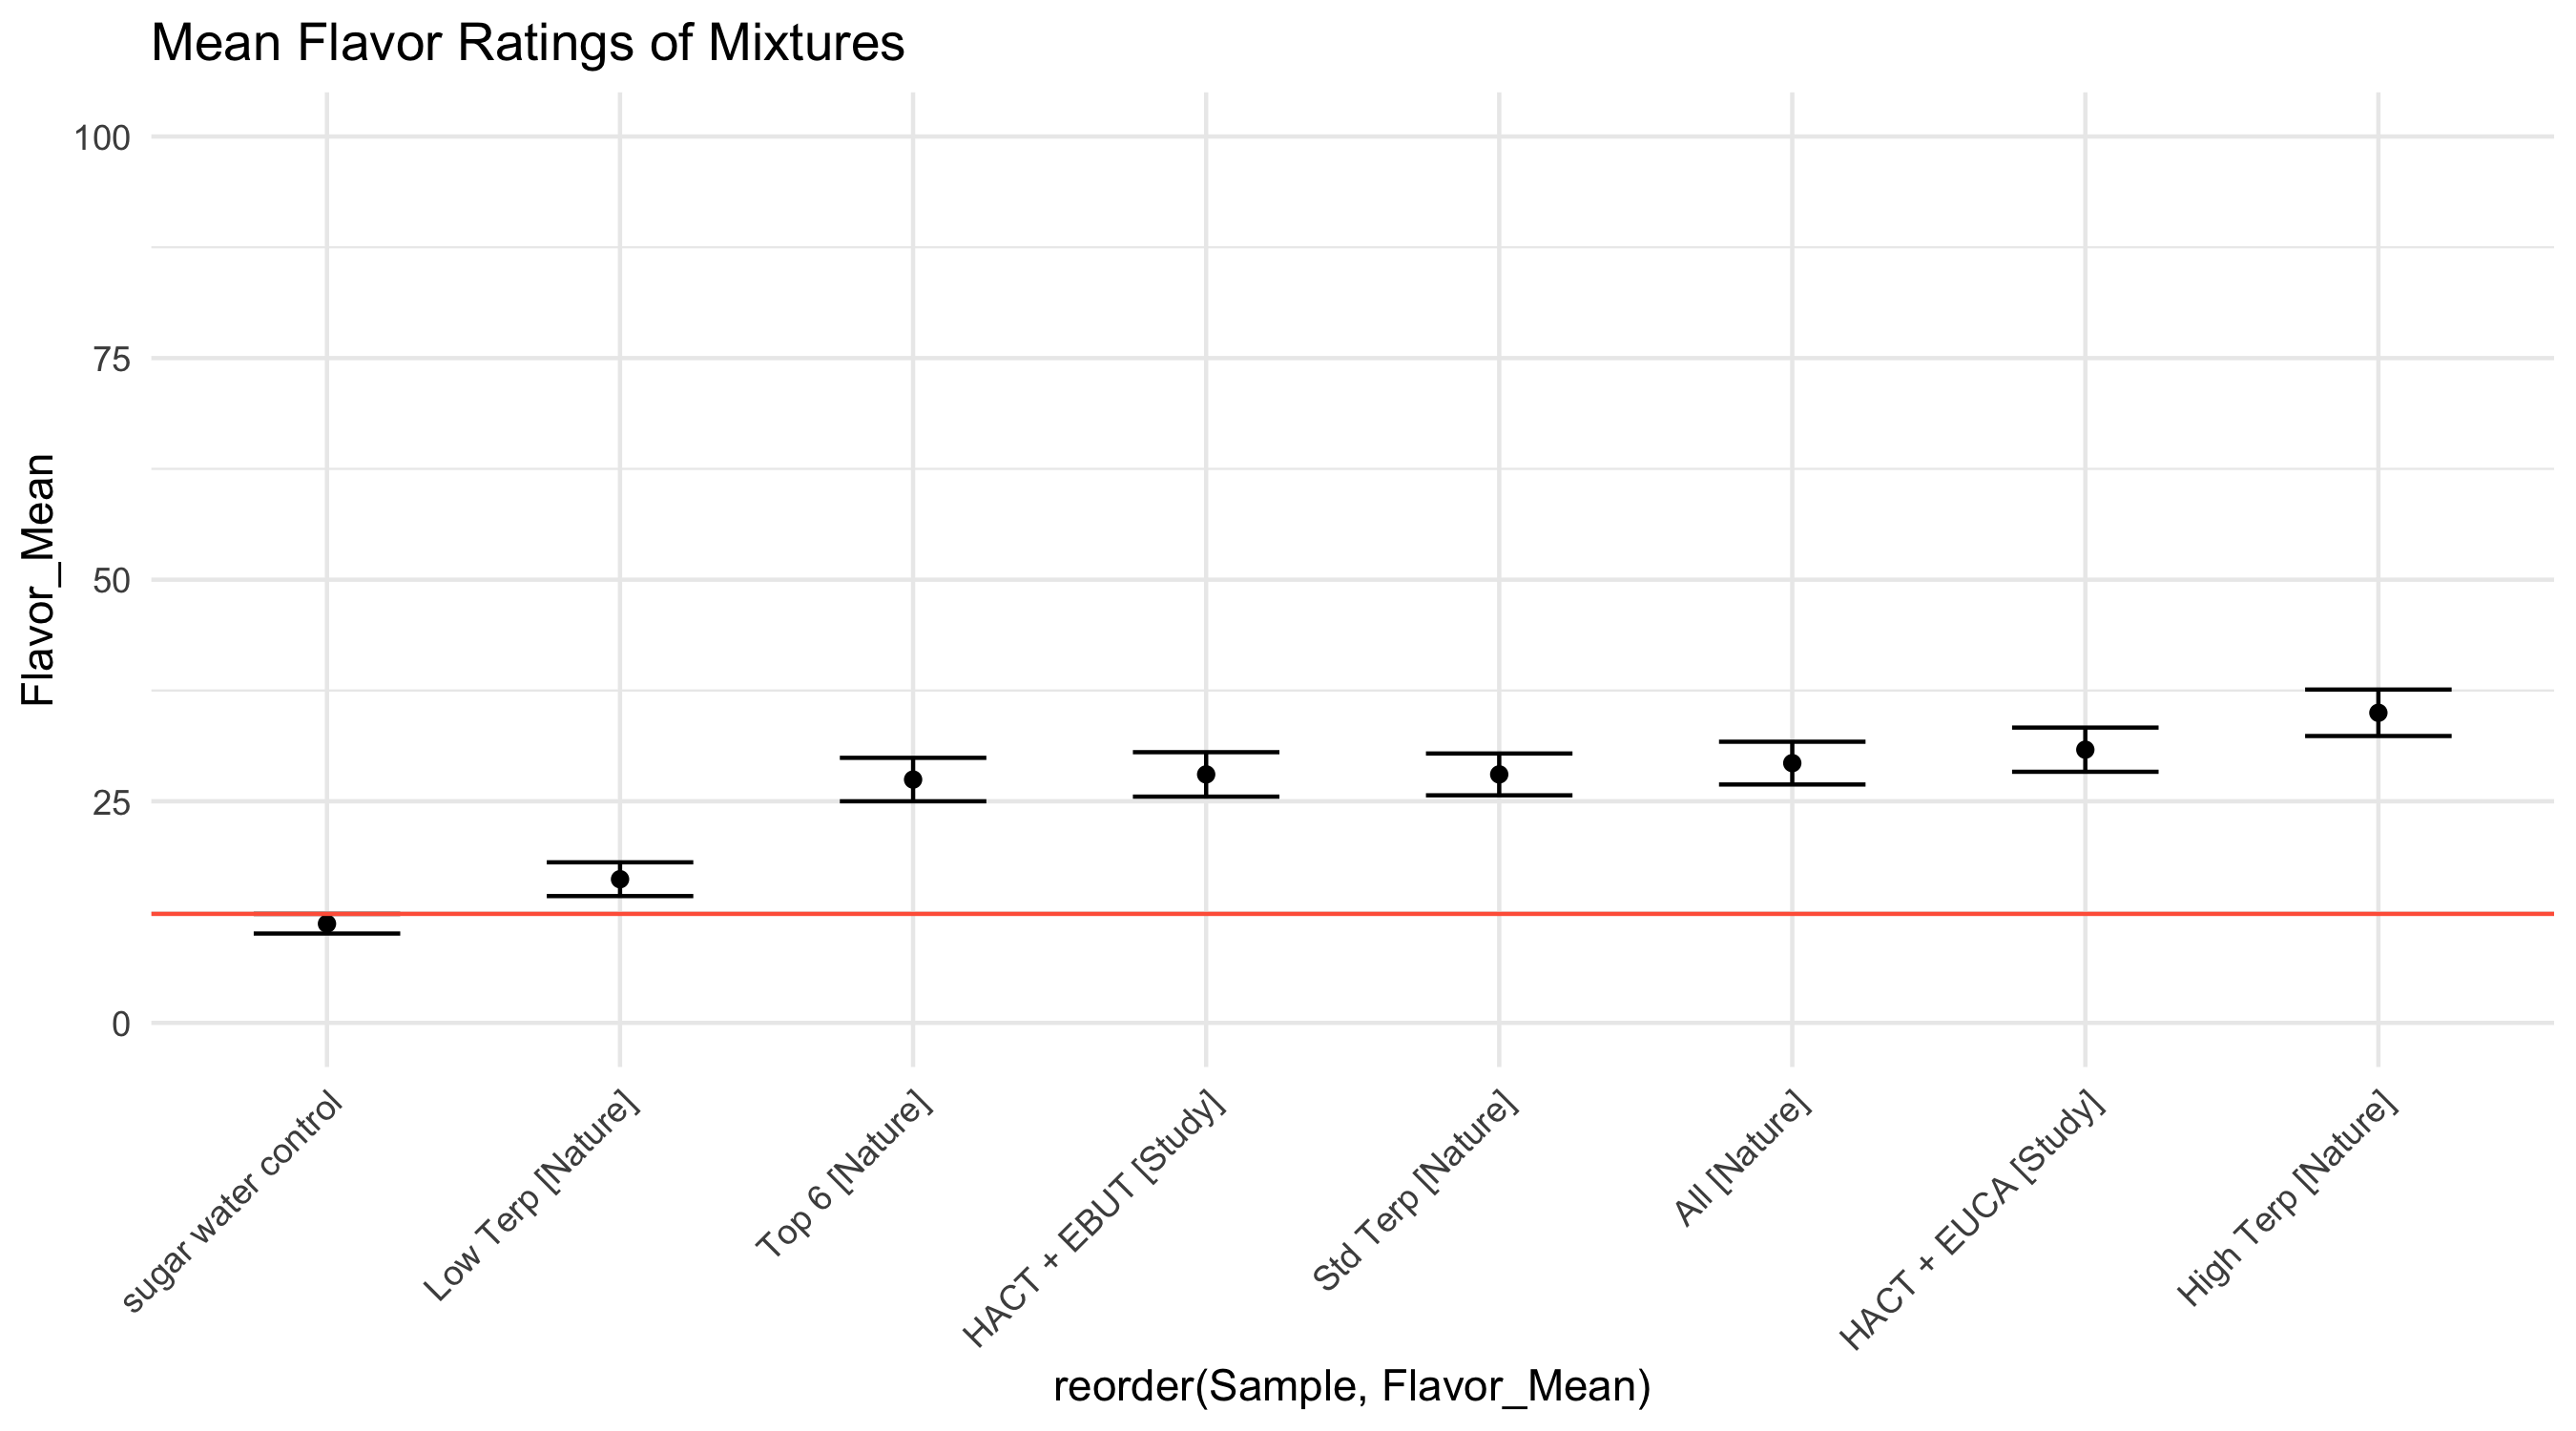 Mean Flavor Ratings of Mixtures
Flavor_Mean
100
75
50
25
0
sugar water control
Low Terp [Nature]
Top 6 [Nature]
HACT + EBUT [Study]
Std Terp [Nature]
All [Nature]
HACT + EUCA [Study]
High Terp [Nature]
reorder(Sample, Flavor_Mean)